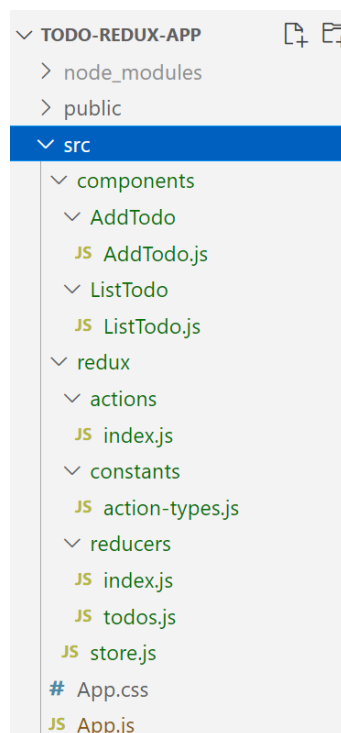 TODO-REDUX-APP
node_modules
public
src
components
AddTodo
JS AddTodo.js
ListTodo
JS ListTodo.js
redux
actions
JS index.js
constants
JS action-types.js
reducers
JS index.js
JS todos.js
JS store.js
# App.css
JS App.js